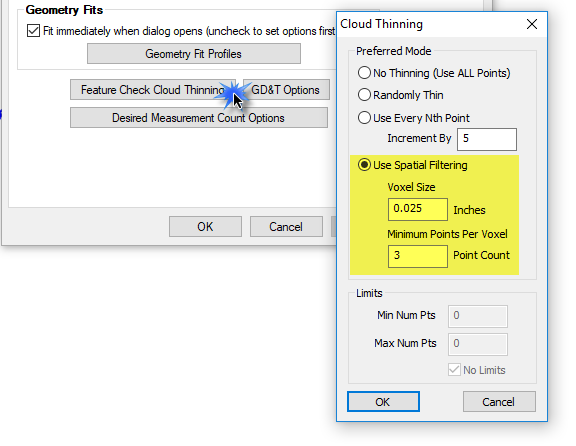 Geometry Fits
Fit immediately when dialog opens (uncheck to set options first
Geometry Fit Profiles
Feature Check Cloud Thinning
GD&T Options
Desired Measurement Count Options
OK
Cancel
Cloud Thinning
Preferred Mode
No Thinning (Use ALL Points)
Randomly Thin
Use Every Nth Point
Increment By 5
Use Spatial Filtering
Voxel Size
0.025 Inches
Minimum Points Per Voxel
3 Point Count
Limits
Min Num Pts 0
Max Num Pts 0
No Limits
OK Cancel